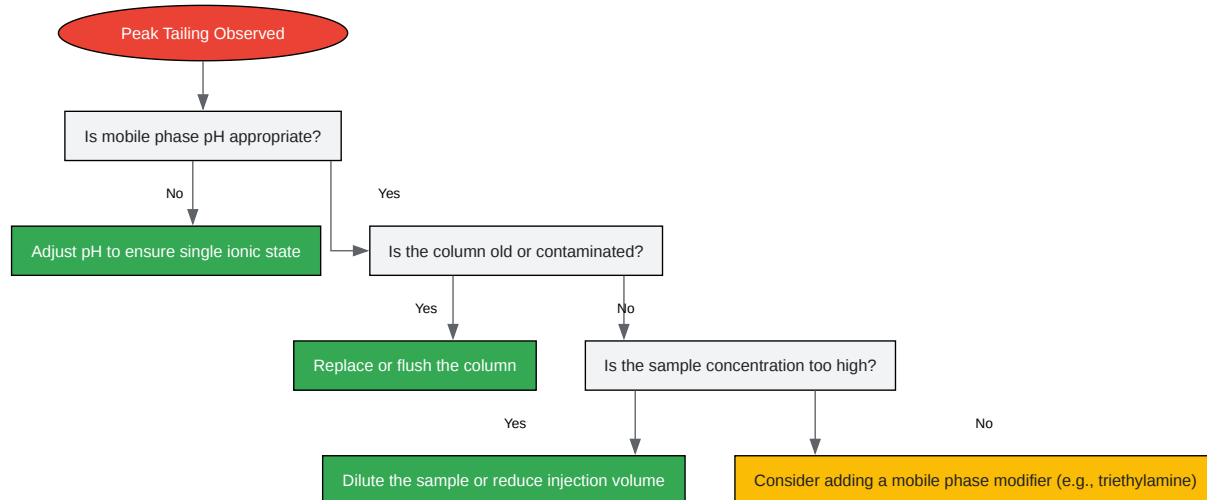 Peak Tailing Observed
Is mobile phase pH appropriate?
No
Yes
Adjust pH to ensure single ionic state
Is the column old or contaminated?
Yes
No
Replace or flush the column
Is the sample concentration too high?
Yes
No
Dilute the sample or reduce injection volume
Consider adding a mobile phase modifier (e.g., triethylamine)